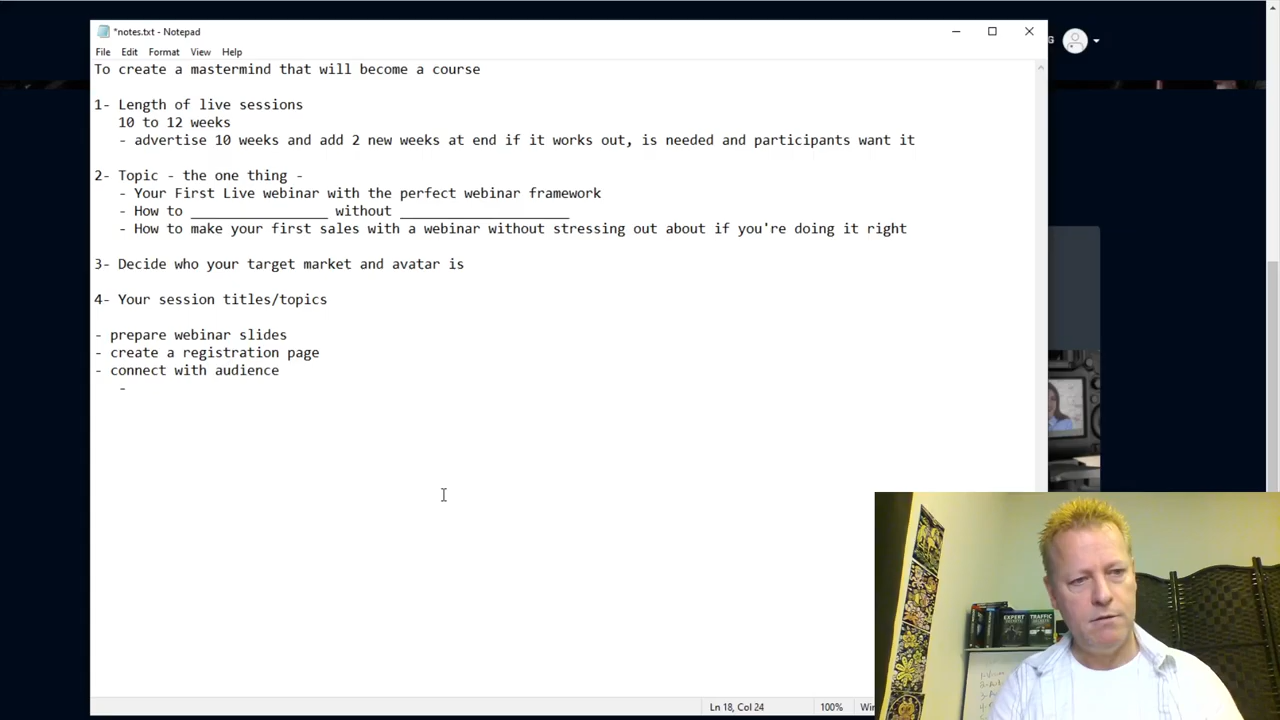 *notes.txt - Notepad
G
File Edit Format View Help
To create a mastermind that will become a course
1- Length of live sessions
10 to 12 weeks
- advertise 10 weeks and add 2 new weeks at end if it works out, is needed and participants want it
2- Topic - the one thing -
- Your First Live webinar with the perfect webinar framework
- How to _________________ without _____________________
- How to make your first sales with a webinar without stressing out about if you're doing it right
3- Decide who your target market and avatar is
4- Your session titles/topics
- prepare webinar slides
- create a registration page
- connect with audience
-
EXPERT
TRAFFIC
Ln 18, Col 24
100%
Win